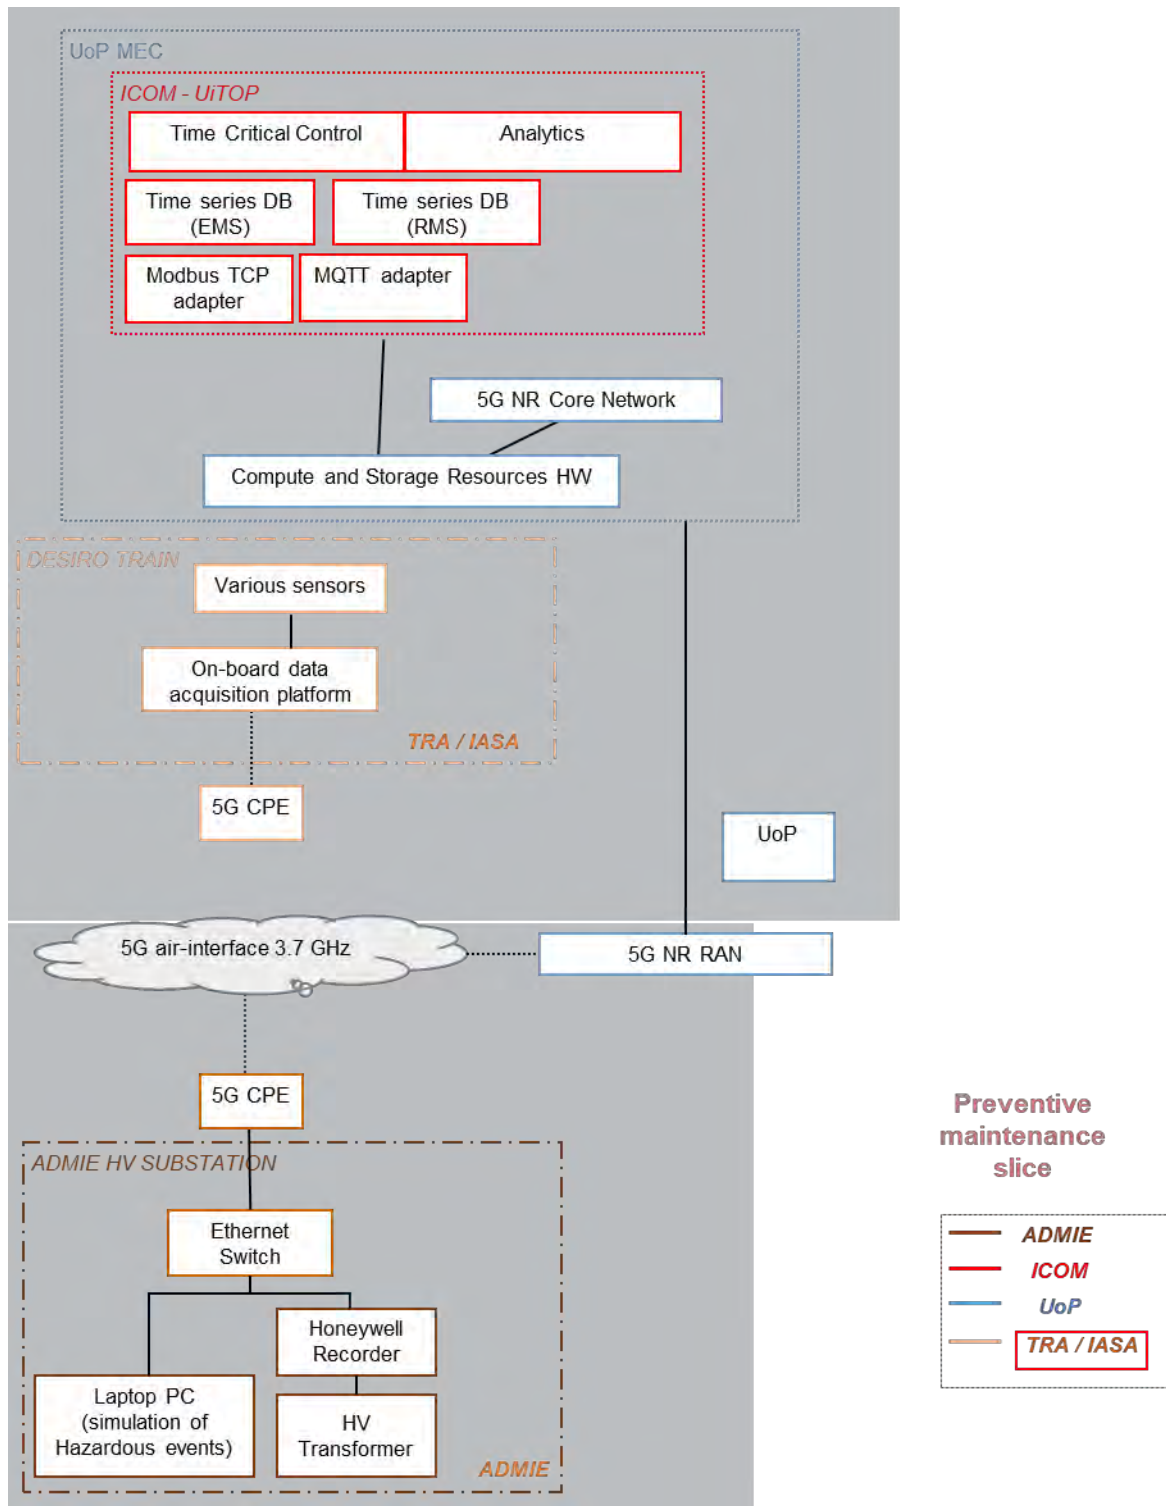 UoP MEC
ICOM - UiTOP
Time Critical Control
Analytics
Time series DB
(EMS)
Time series DB
(RMS)
Modbus TCP
adapter
MQTT adapter
5G NR Core Network
Compute and Storage Resources HW
DESIRO TRAIN
Various sensors
On-board data
acquisition platform
TRA / IASA
5G CPE
UoP
5G air-interface 3.7 GHz
5G NR RAN
5G CPE
ADMIE HV SUBSTATION
Ethernet
Switch
Honeywell
Recorder
Laptop PC
(simulation of
Hazardous events)
HV
Transformer
ADMIE
Preventive
maintenance
slice
ADMIE
ICOM
UoP
TRA / IASA